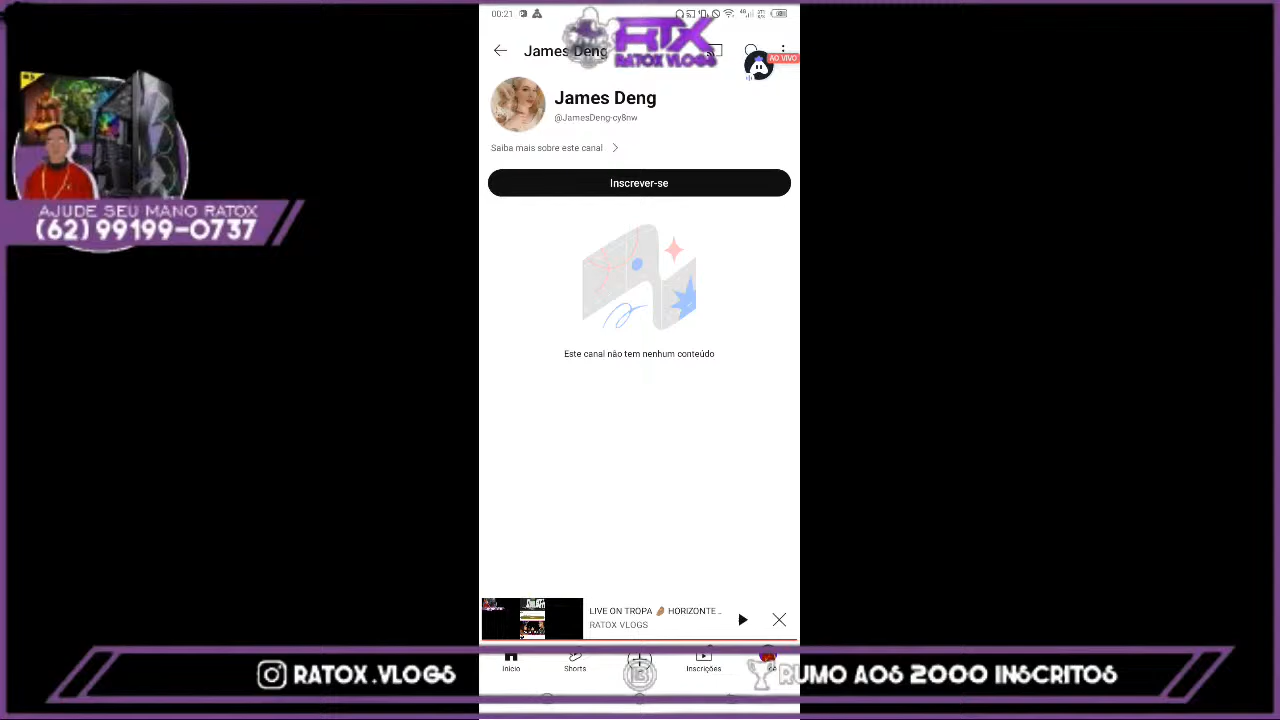 00:21
James Deng
RTX
RATOX VLOGS
AO VIVO
James Deng
@JamesDeng-cy8nw
Saiba mais sobre este canal
Inscrever-se
AJUDE SEU MANO RATOX
(62) 99199-0737
Este canal não tem nenhum conteúdo
LIVE ON TROPA HORIZONTE ..
RATOX VLOGS
Início
Shorts
Inscrições
RATOX.VLOGS
RUMO AOS 2000 INSCRITOS